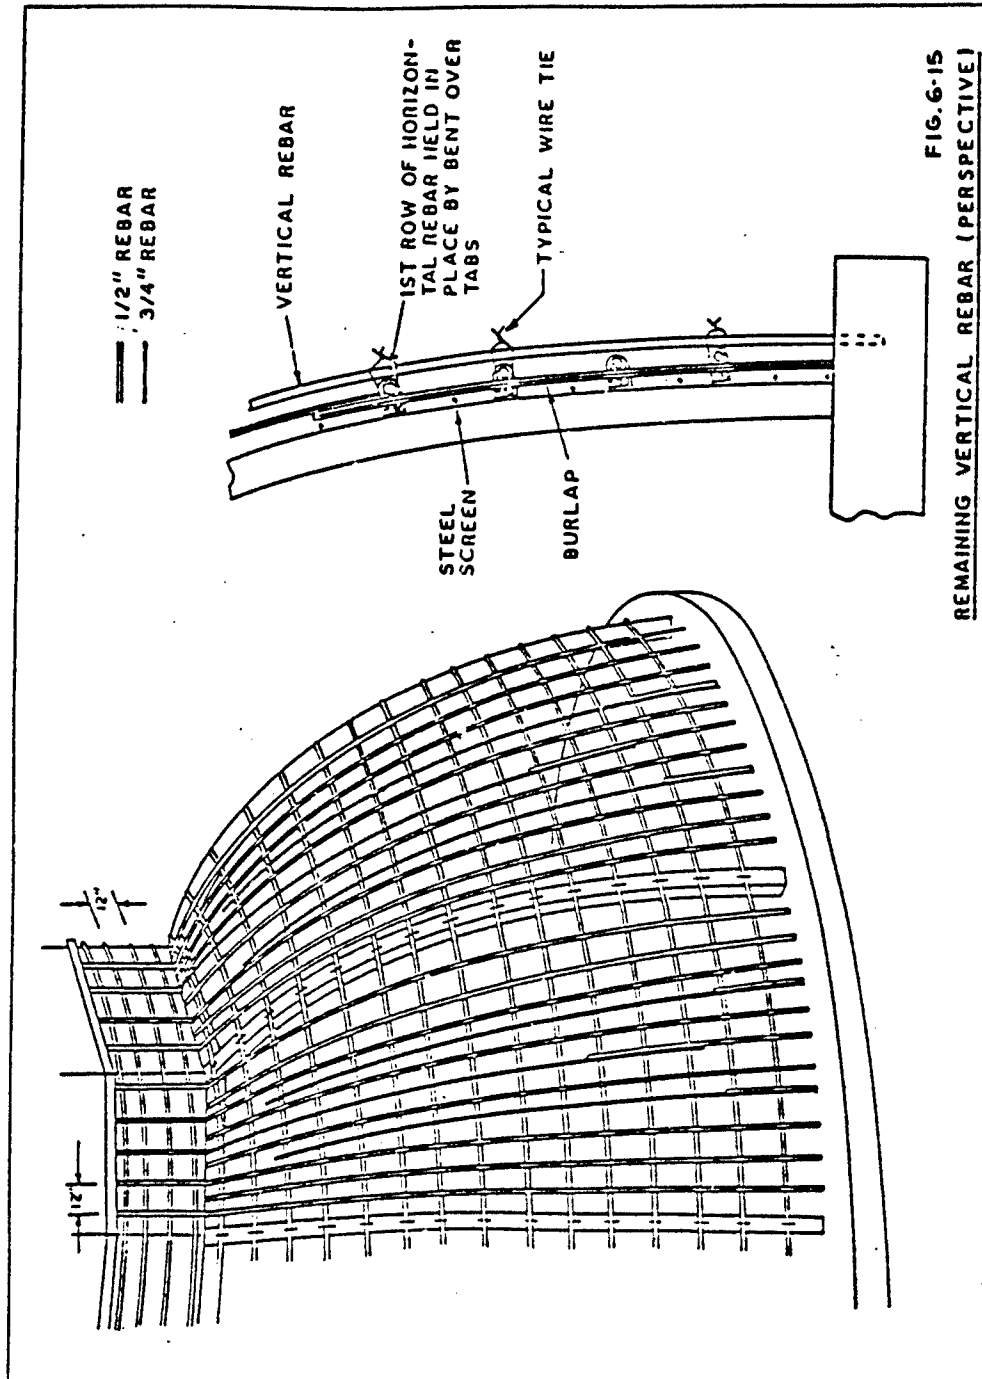 1/2" REBAR
3/4" REBAR
VERTICAL REBAR
1ST ROW OF HORIZON-
TAL REBAR HELD IN
PLACE BY BENT OVER
TABS
TYPICAL WIRE TIE
STEEL
SCREEN
BURLAP
12"
12"
FIG. 6-15
REMAINING VERTICAL REBAR (PERSPECTIVE)